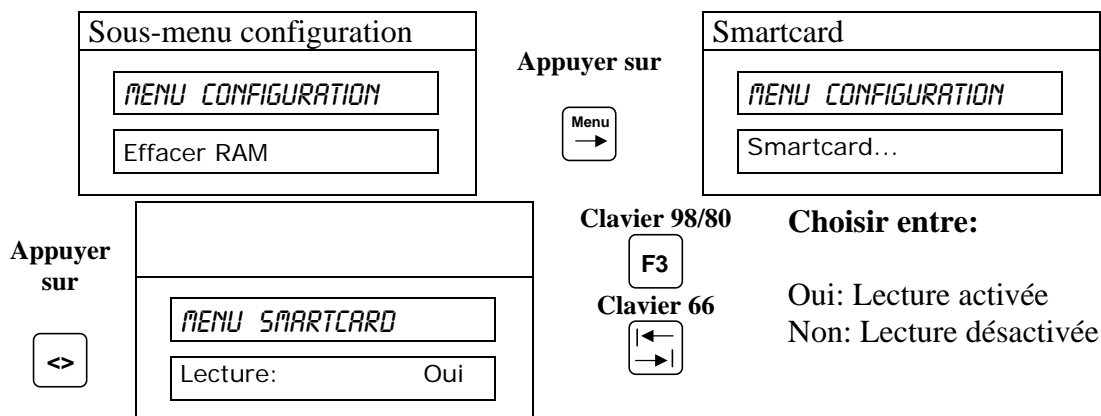 Sous-menu configuration
MENU CONFIGURATION
Effacer RAM
Appuyer sur
Menu
Smartcard
MENU CONFIGURATION
Smartcard...
Appuyer
sur
<>
MENU SMARTCARD
Lecture: Oui
Clavier 98/80
F3
Clavier 66
Choisir entre:
Oui: Lecture activée
Non: Lecture désactivée